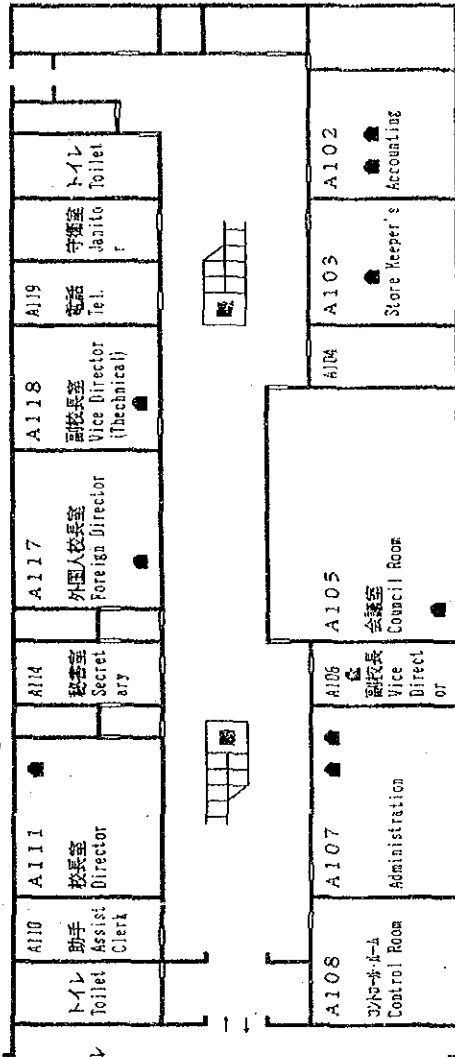 トイレ
Toilet
守衛室
Janito
r
A119
電話
Tel.
A118
副校長室
Vice Director
(Thechnical)
A117
外国人校長室
Foreign Director
A114
秘書室
Secret
ary
A111
校長室
Director
A110
助手
Assist
Clerk
トイレ
Toilet
レ
A102
Accounting
A103
Store Keeper's
A104
A105
会議室
Council Room
A106
副校長
Vice
Direct
or
A107
Administration
A108
コントロール・ルーム
Control Room